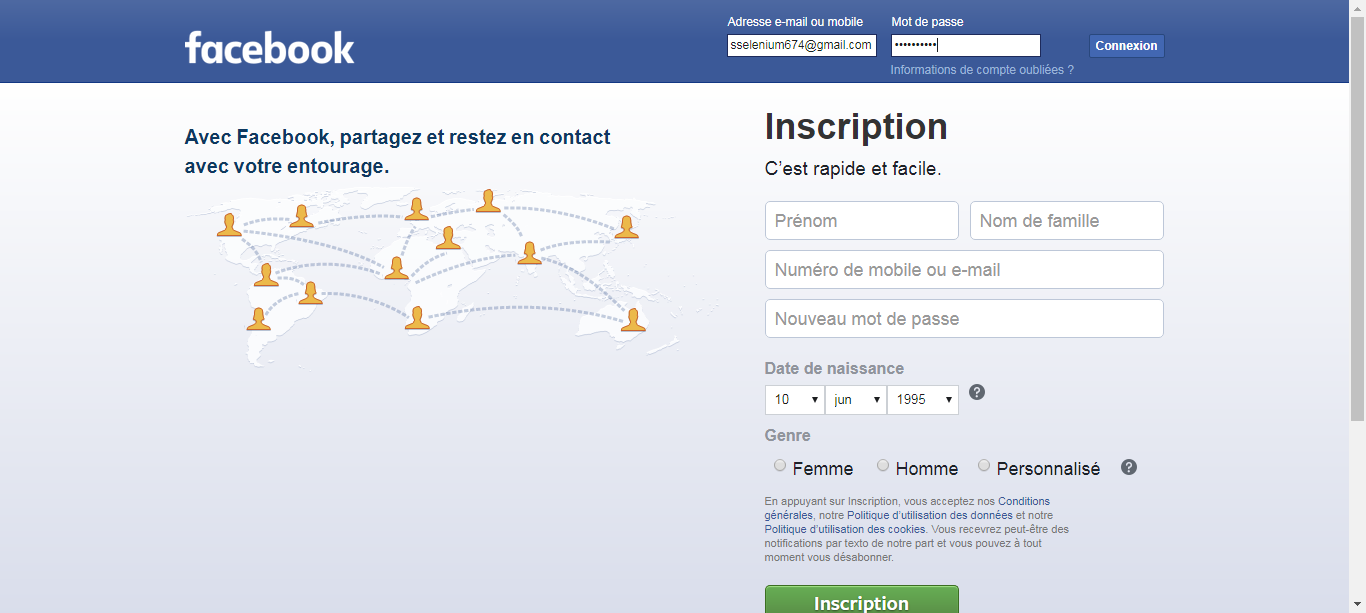 facebook
Adresse e-mail ou mobile
Mot de passe
sselenium674@gmail.com
••••••••••
Connexion
Informations de compte oubliées ?
Avec Facebook, partagez et restez en contact
avec votre entourage.
Inscription
C’est rapide et facile.
Prénom
Nom de famille
Numéro de mobile ou e-mail
Nouveau mot de passe
Date de naissance
10 jun 1995 ?
Genre
Femme Homme Personnalisé ?
En appuyant sur Inscription, vous acceptez nos Conditions
générales, notre Politique d’utilisation des données et notre
Politique d’utilisation des cookies. Vous recevrez peut-être des
notifications par texto de notre part et vous pouvez à tout
moment vous désabonner.
Inscription